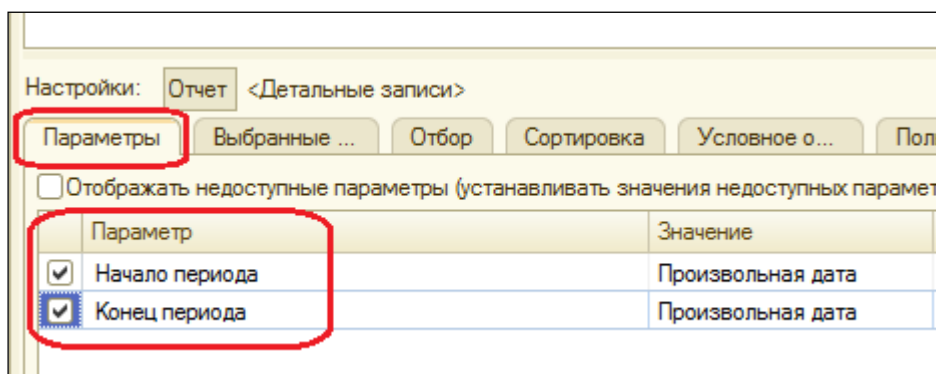 Настройки: Отчет <Детальные записи>
Параметры Выбранные ... Отбор Сортировка Условное о...
Отображать недоступные параметры (устанавливать значения недоступных
Параметр Значение
Начало периода Произвольная дата
Конец периода Произвольная дата